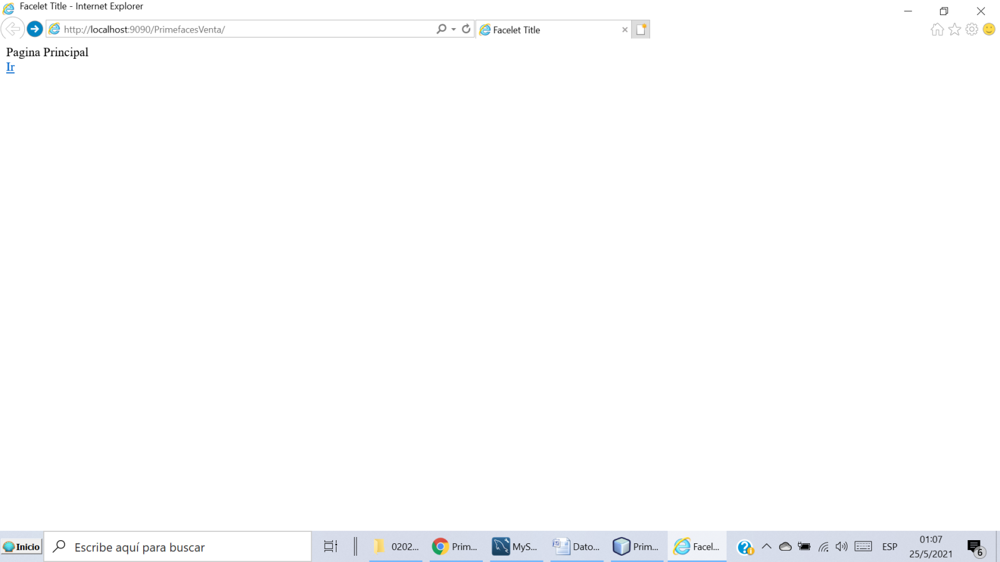 Facelet Title - Internet Explorer
http://localhost:9090/PrimefacesVenta/
Facelet Title
Pagina Principal
Ir
Inicio
Escribe aquí para buscar
0202...
Prim...
MyS...
Dato...
Prim...
Facel...
ESP
01:07
25/5/2021
6